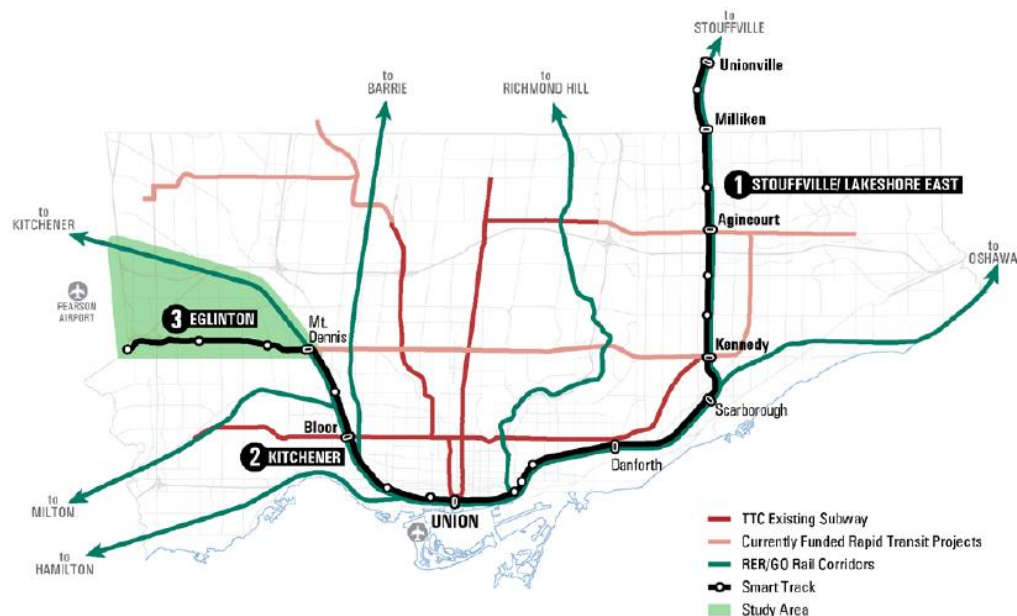 to
STOUFFVILLE
Unionville
to
BARRIE
to
RICHMOND HILL
Milliken
1 STOUFFVILLE/ LAKESHORE EAST
to
KITCHENER
Agincourt
to
OSHAWA
PEARSON
AIRPORT
3 EGLINTON
Mt.
Dennis
Kennedy
Scarborough
Bloor
2 KITCHENER
Danforth
to
MILTON
UNION
to
HAMILTON
TTC Existing Subway
Currently Funded Rapid Transit Projects
RER/GO Rail Corridors
Smart Track
Study Area